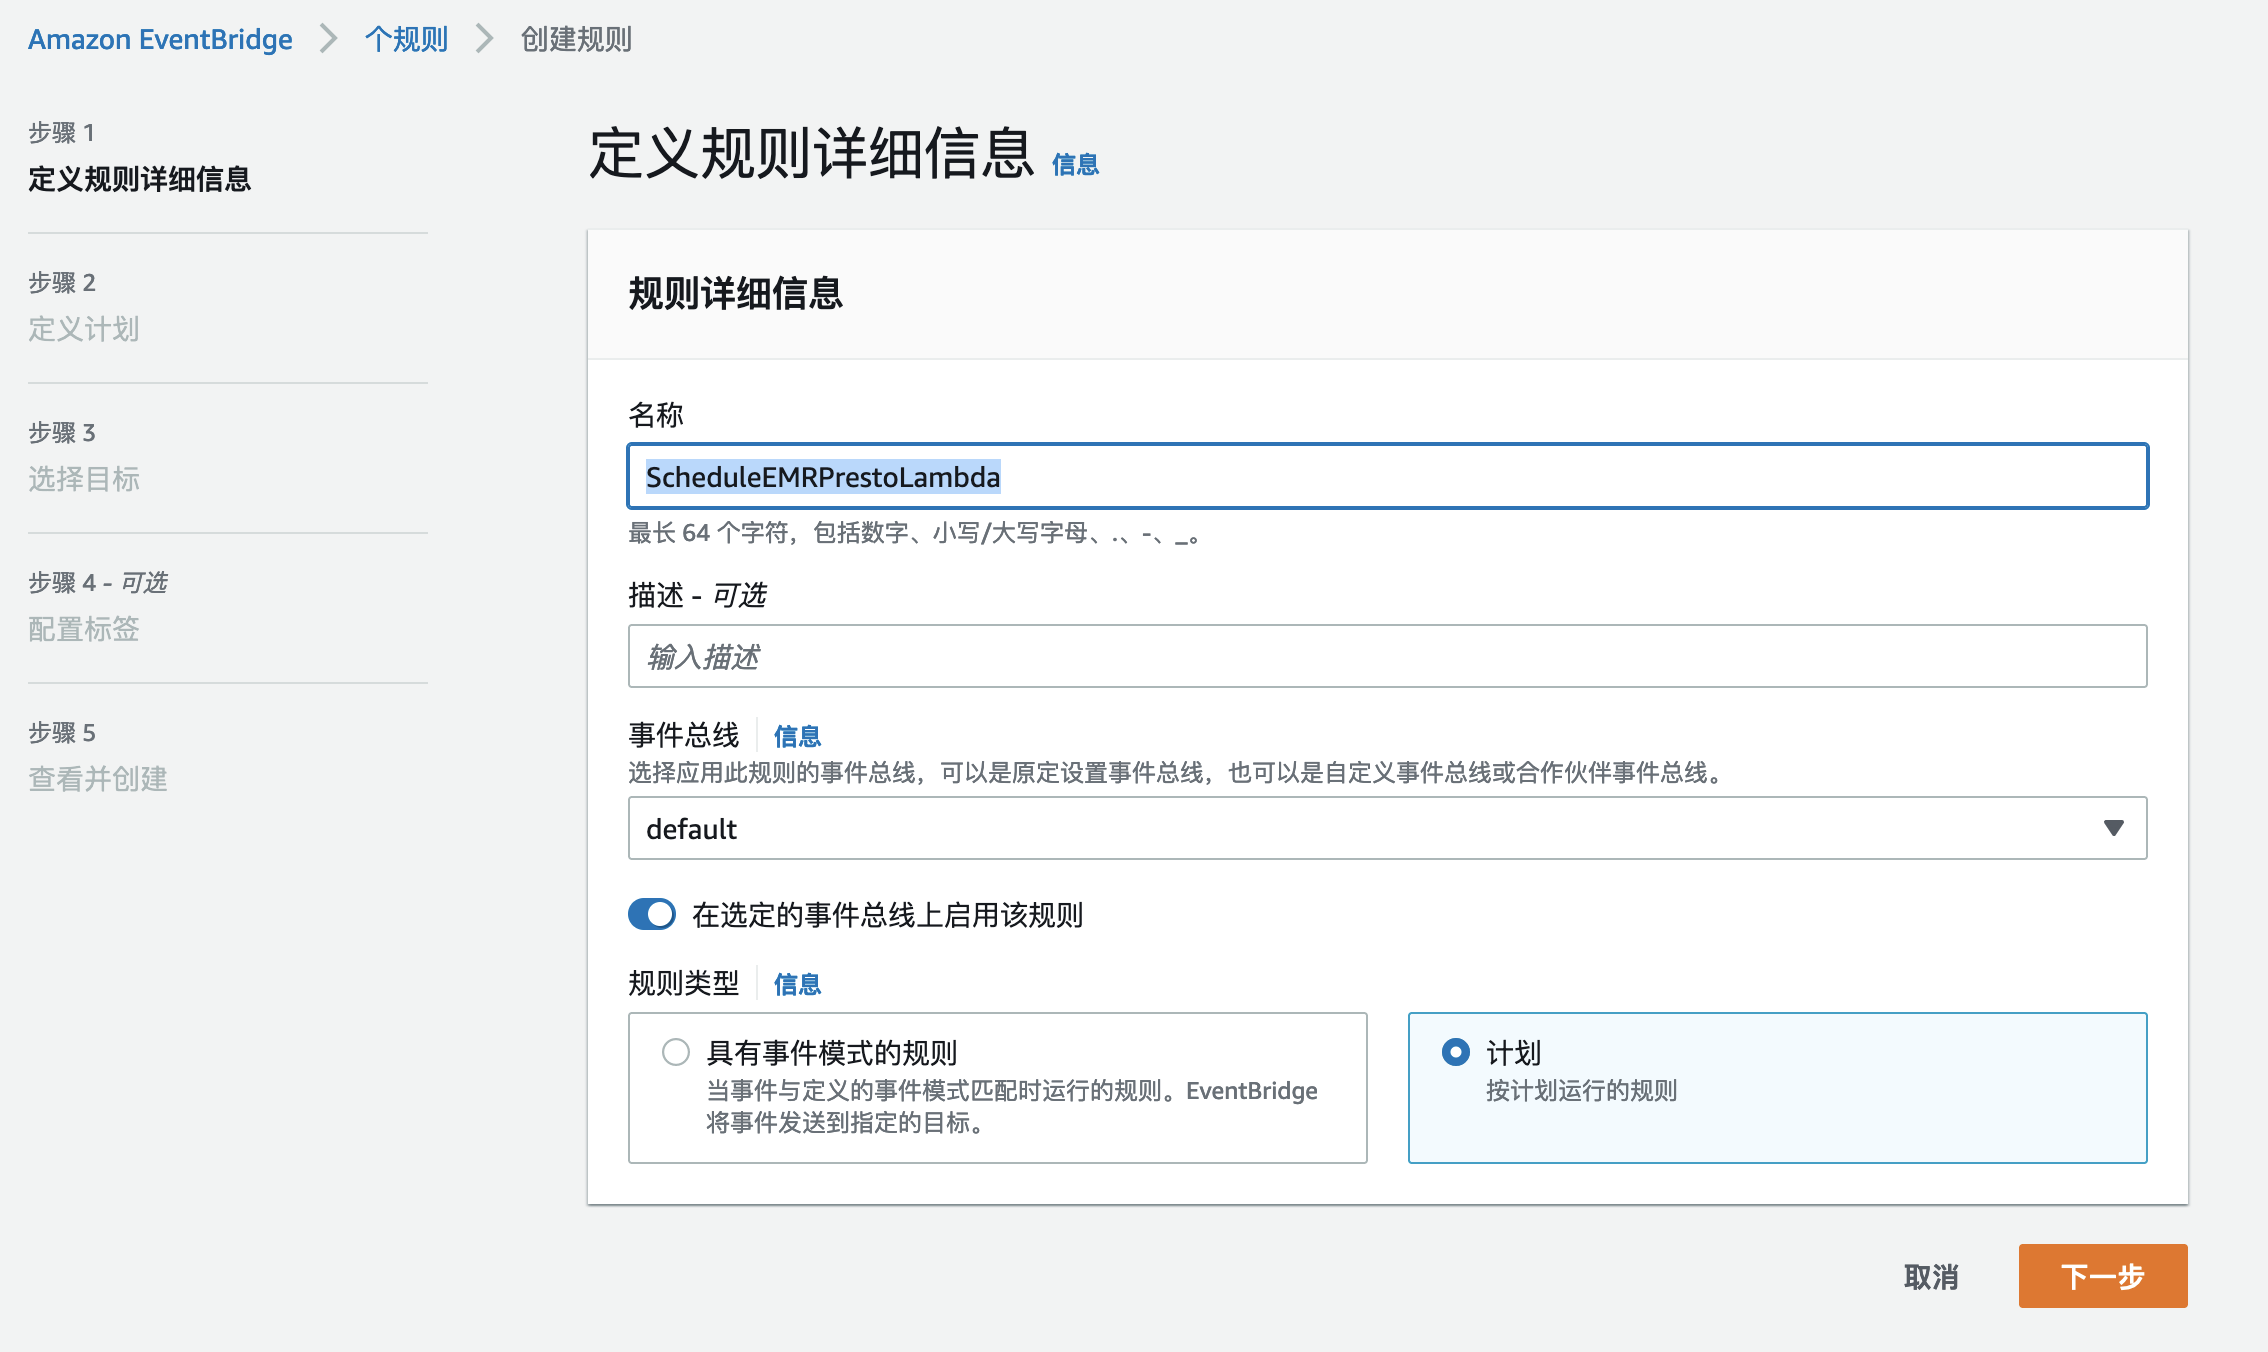 Amazon EventBridge
个规则
创建规则
步骤 1
定义规则详细信息
步骤 2
定义计划
步骤 3
选择目标
步骤 4 - 可选
配置标签
步骤 5
查看并创建
定义规则详细信息 信息
规则详细信息
名称
ScheduleEMRPrestoLambda
最长 64 个字符，包括数字、小写/大写字母、.、-、_。
描述 - 可选
输入描述
事件总线 信息
选择应用此规则的事件总线，可以是原定设置事件总线，也可以是自定义事件总线或合作伙伴事件总线。
default
在选定的事件总线上启用该规则
规则类型 信息
具有事件模式的规则
当事件与定义的事件模式匹配时运行的规则。EventBridge
将事件发送到指定的目标。
计划
按计划运行的规则
取消
下一步